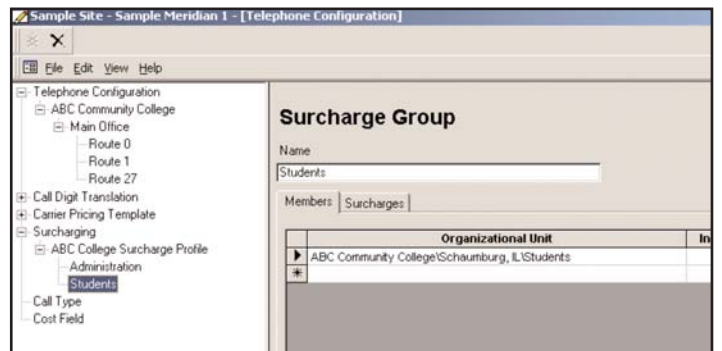 Sample Site - Sample Meridian 1 - [Telephone Configuration]
File Edit View Help
Telephone Configuration
ABC Community College
Main Office
Route 0
Route 1
Route 27
Call Digit Translation
Carrier Pricing Template
Surcharging
ABC College Surcharge Profile
Administration
Students
Call Type
Cost Field
Surcharge Group
Name
Students
Members Surcharges
Organizational Unit In
ABC Community College\Schaumburg, IL\Students